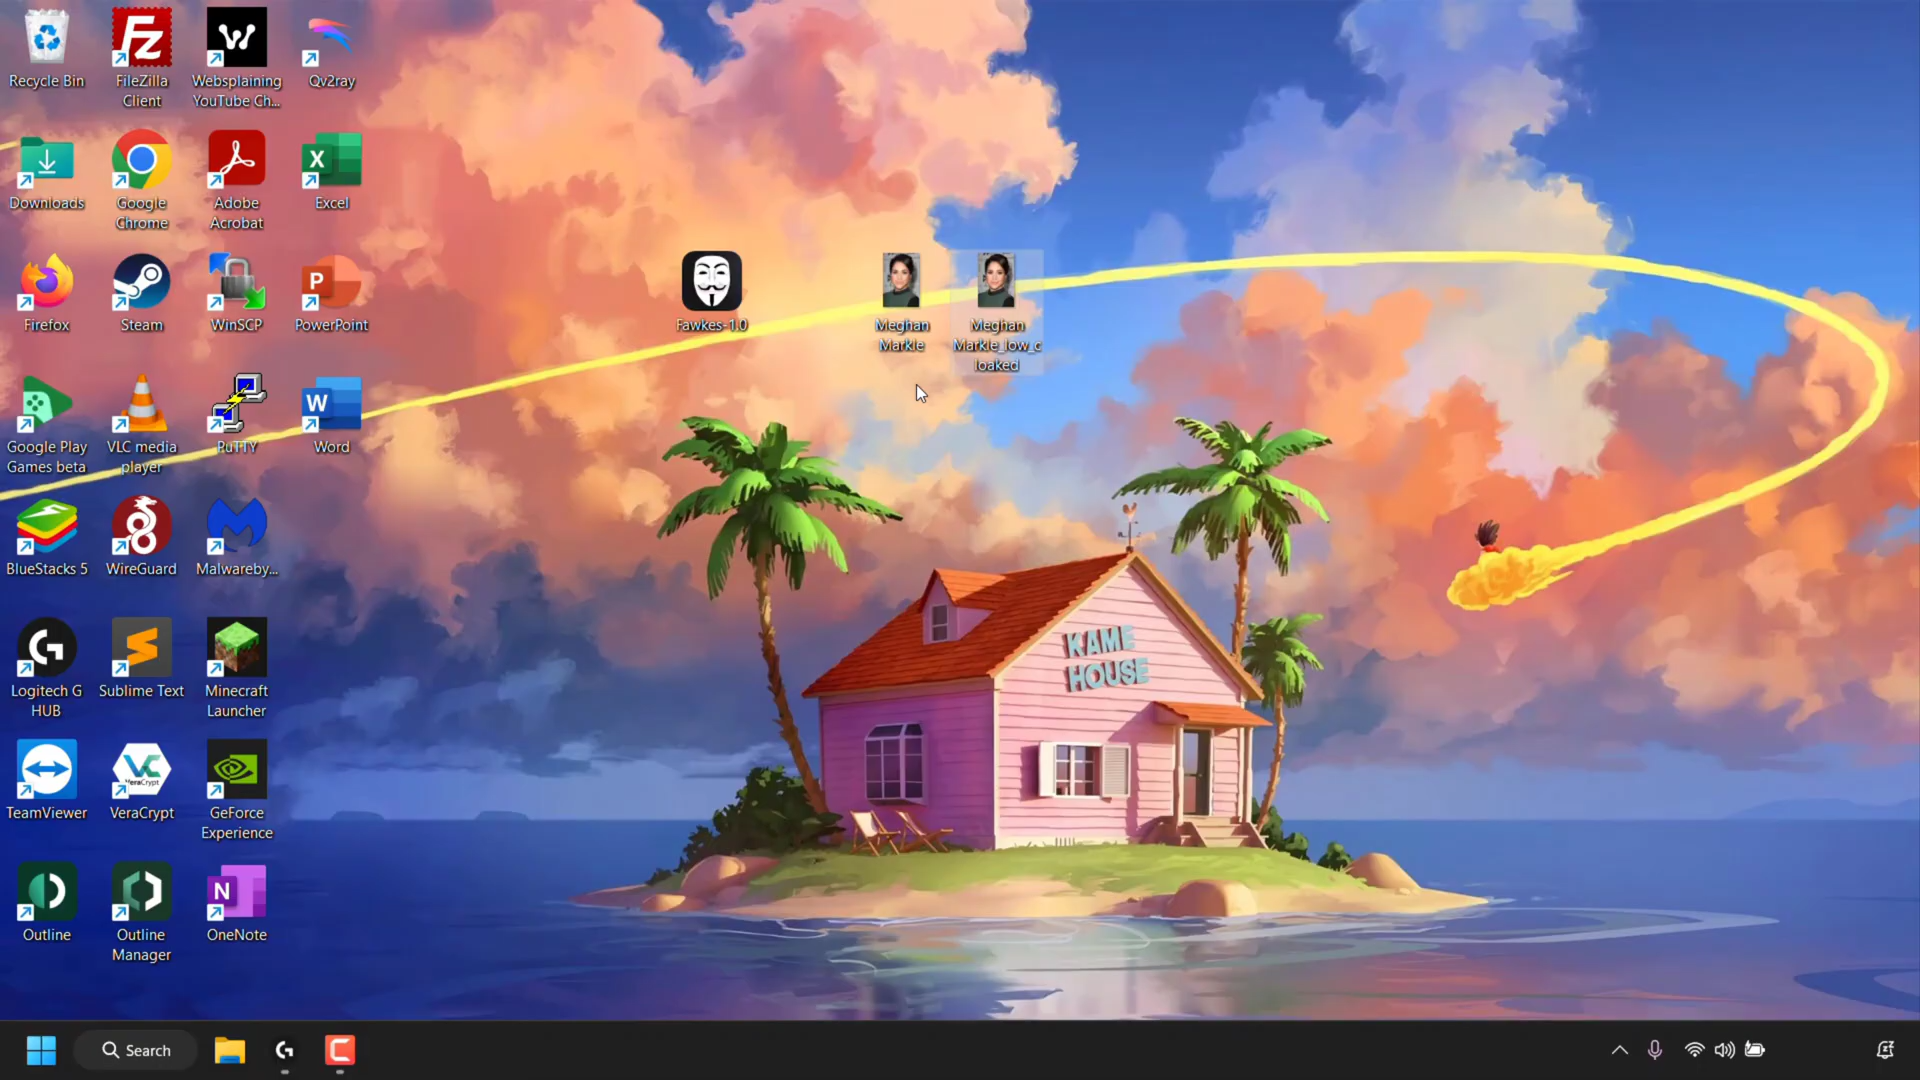 Recycle Bin
FileZilla
Client
Websplaining
YouTube Ch...
Qv2ray
Downloads
Google
Chrome
Adobe
Acrobat
Excel
Firefox
Steam
WinSCP
PowerPoint
Fawkes-1.0
Meghan
Markle
Meghan
Markle_low_c
loaked
Google Play
Games beta
VLC media
player
PuTTY
Word
BlueStacks 5
WireGuard
Malwareby...
Logitech G
HUB
Sublime Text
Minecraft
Launcher
KAME
HOUSE
TeamViewer
VeraCrypt
GeForce
Experience
Outline
Outline
Manager
OneNote
Search